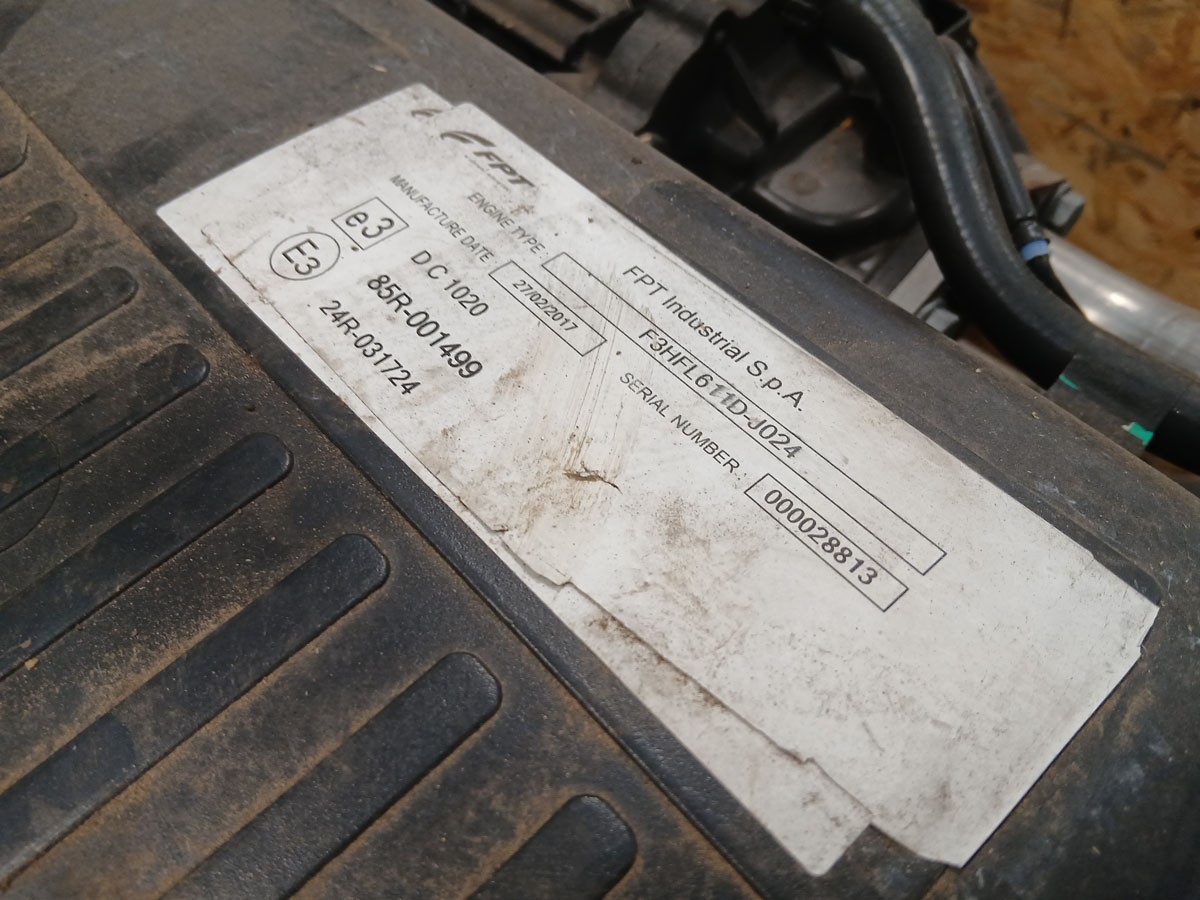 FPT
FPT Industrial S.p.A.
ENGINE TYPE F3HFL611D-J024
MANUFACTURE DATE 27/02/2017 SERIAL NUMBER 000028813
e3 DC 1020
E3 85R-001499
24R-031724